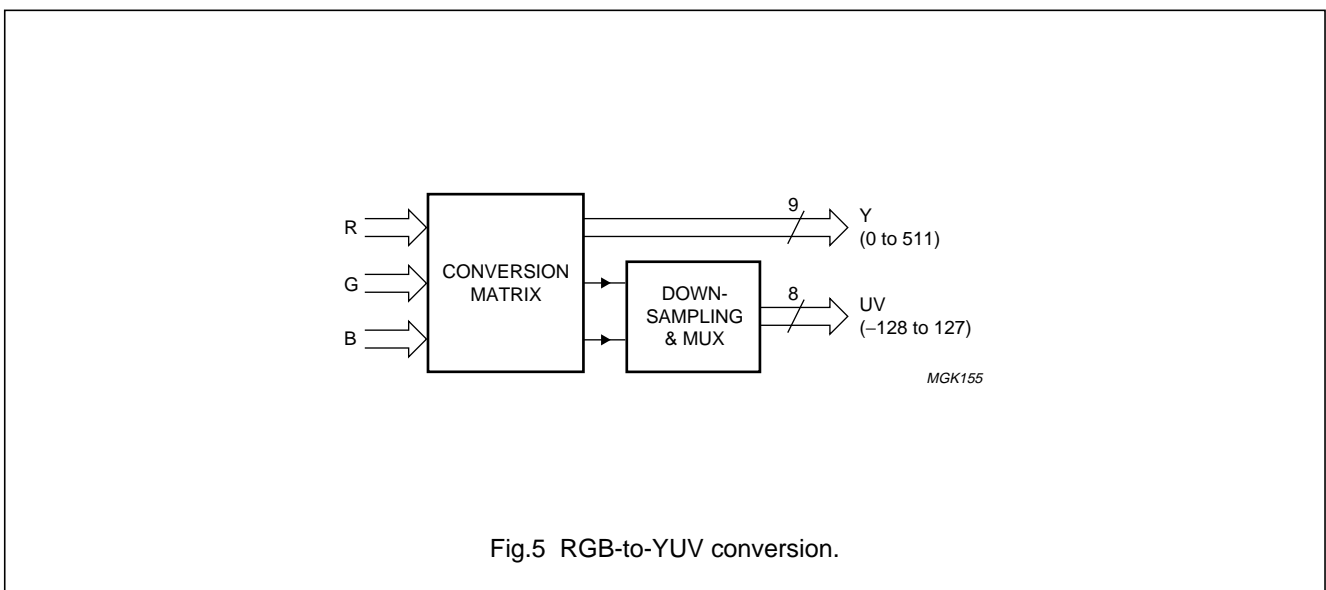 R
G
B
CONVERSION
MATRIX
9
Y
(0 to 511)
DOWN-
SAMPLING
& MUX
8
UV
(−128 to 127)
MGK155
Fig.5 RGB-to-YUV conversion.